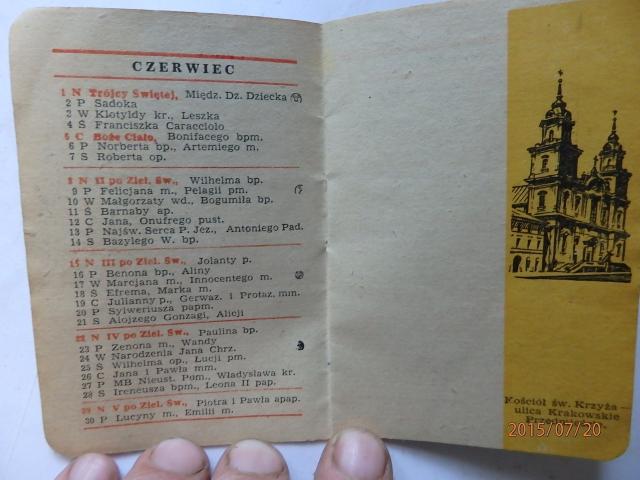 CZERWIEC
1 N Trójcy Świętej, Międz. Dz. Dziecka
2 P Sadoka
3 W Klotyldy kr., Leszka
4 Ś Franciszka Caracciolo
5 C Boże Ciało, Bonifacego bpm.
6 P Norberta bp., Artemiego m.
7 S Roberta op.
8 N II po Ziel. Św., Wilhelma bp.
9 P Felicjana m., Pelagii pm.
10 W Małgorzaty wd., Bogumiła bp.
11 Ś Barnaby ap.
12 C Jana, Onufrego pust.
13 P Najśw. Serca P. Jez., Antoniego Pad.
14 S Bazylego W. bp.
15 N III po Ziel. Św., Jolanty p.
16 P Benona bp., Aliny
17 W Marcjana m., Innocentego m.
18 Ś Efrema, Marka m.
19 C Julianny p., Gerwaz. i Protaz. mm.
20 P Sylweriusza papm.
21 S Alojzego Gonzagi, Alicji
22 N IV po Ziel. Św., Paulina bp.
23 P Zenona m., Wandy
24 W Narodzenia Jana Chrz.
25 Ś Wilhelma op., Łucji pm.
26 C Jana i Pawła mm.
27 P MB Nieust. Pom., Władysława kr.
28 S Ireneusza bpm., Leona II pap.
29 N V po Ziel. Św., Piotra i Pawła apap.
30 P Lucyny m., Emilii m.
Kościół św. Krzyża —
ulica Krakowskie
2015/07/20